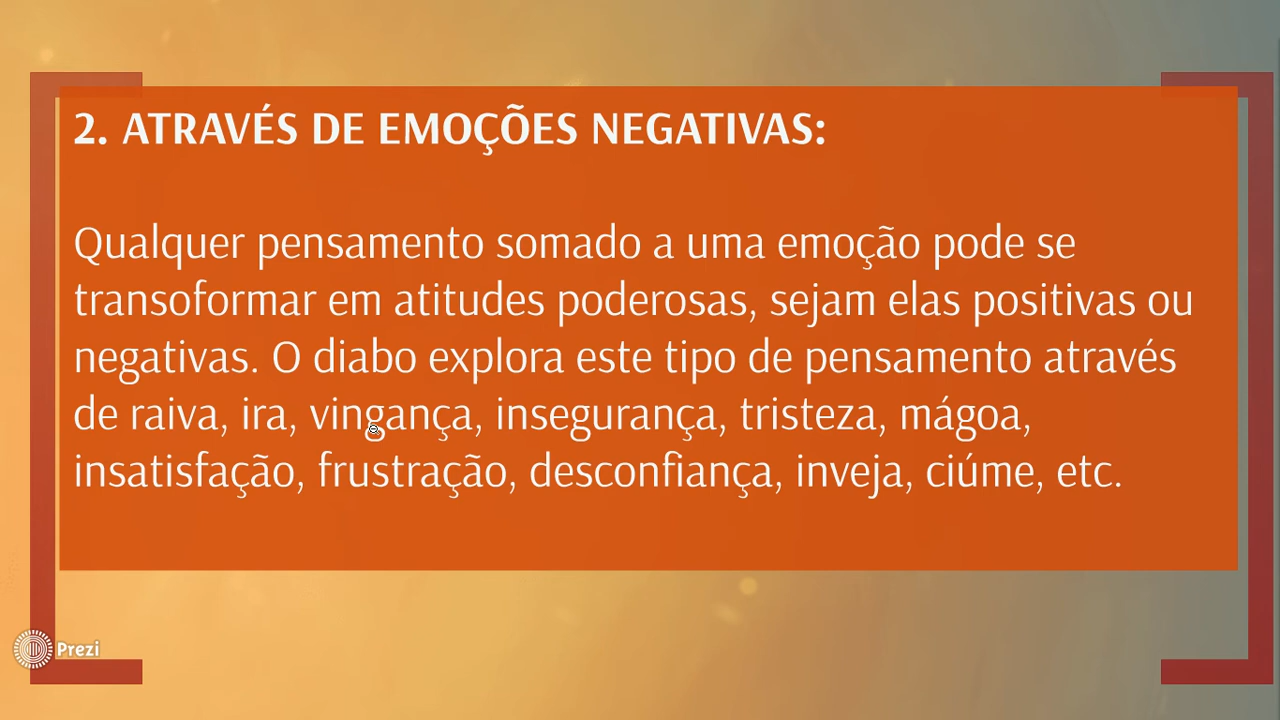 2. ATRAVÉS DE EMOÇÕES NEGATIVAS:
Qualquer pensamento somado a uma emoção pode se
transoformar em atitudes poderosas, sejam elas positivas ou
negativas. O diabo explora este tipo de pensamento através
de raiva, ira, vingança, insegurança, tristeza, mágoa,
insatisfação, frustração, desconfiança, inveja, ciúme, etc.
Prezi